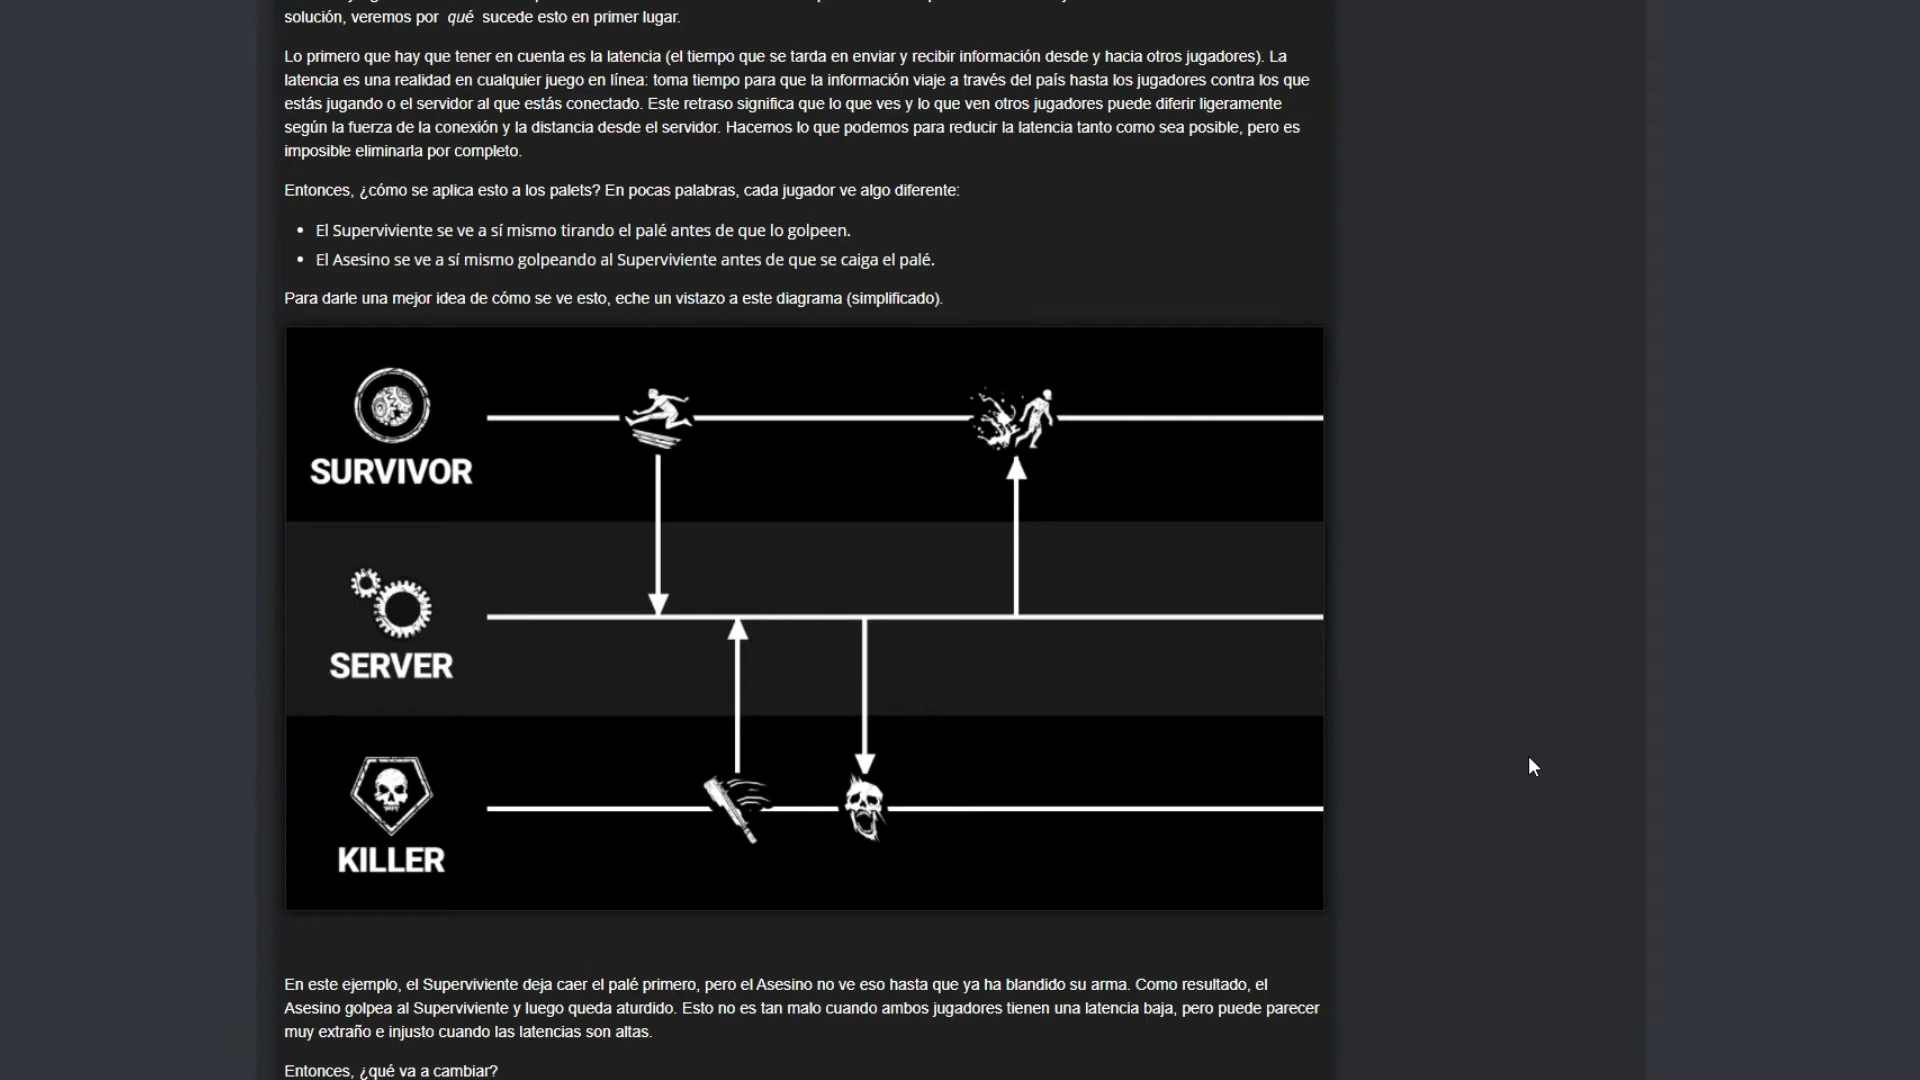 solución, veremos por qué sucede esto en primer lugar.
Lo primero que hay que tener en cuenta es la latencia (el tiempo que se tarda en enviar y recibir información desde y hacia otros jugadores). La
latencia es una realidad en cualquier juego en línea: toma tiempo para que la información viaje a través del país hasta los jugadores contra los que
estás jugando o el servidor al que estás conectado. Este retraso significa que lo que ves y lo que ven otros jugadores puede diferir ligeramente
según la fuerza de la conexión y la distancia desde el servidor. Hacemos lo que podemos para reducir la latencia tanto como sea posible, pero es
imposible eliminarla por completo.
Entonces, ¿cómo se aplica esto a los palets? En pocas palabras, cada jugador ve algo diferente:
• El Superviviente se ve a sí mismo tirando el palé antes de que lo golpeen.
• El Asesino se ve a sí mismo golpeando al Superviviente antes de que se caiga el palé.
Para darle una mejor idea de cómo se ve esto, eche un vistazo a este diagrama (simplificado).
SURVIVOR
SERVER
KILLER
En este ejemplo, el Superviviente deja caer el palé primero, pero el Asesino no ve eso hasta que ya ha blandido su arma. Como resultado, el
Asesino golpea al Superviviente y luego queda aturdido. Esto no es tan malo cuando ambos jugadores tienen una latencia baja, pero puede parecer
muy extraño e injusto cuando las latencias son altas.
Entonces, ¿qué va a cambiar?